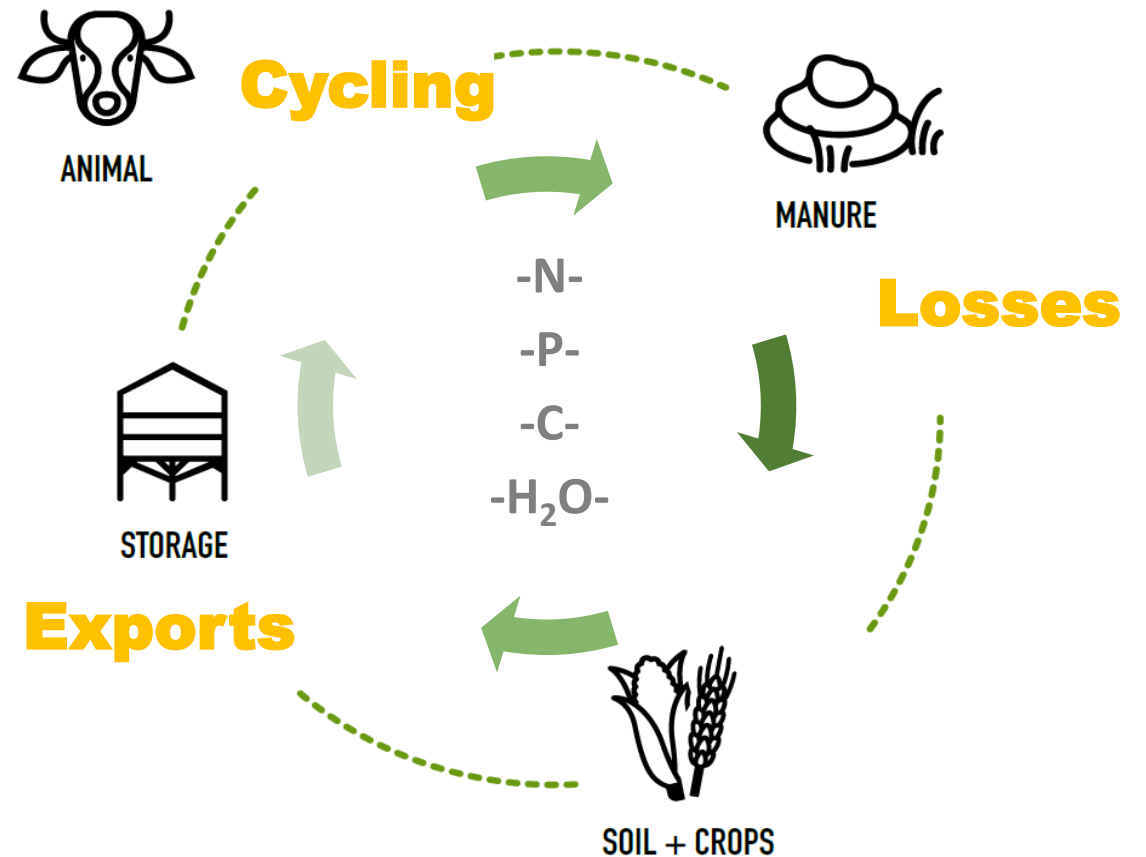 Cycling
ANIMAL
MANURE
-N-
Losses
-P-
-C-
-H₂O-
STORAGE
Exports
SOIL + CROPS